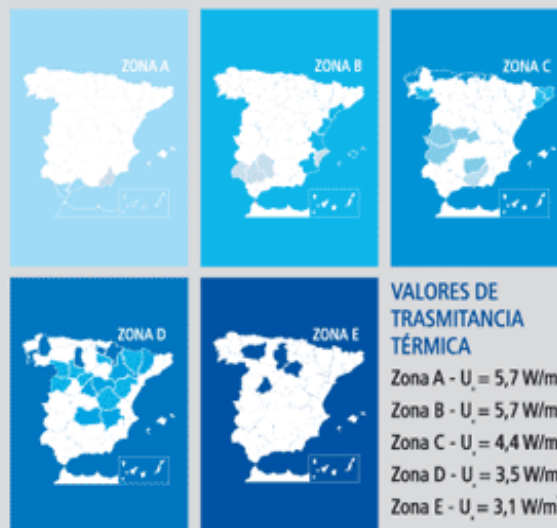 ZONA A
ZONA B
ZONA C
ZONA D
ZONA E
VALORES DE
TRASMITANCIA
TÉRMICA
Zona A - U = 5,7 W/m
Zona B - U = 5,7 W/m
Zona C - U = 4,4 W/m
Zona D - U = 3,5 W/m
Zona E - U = 3,1 W/m